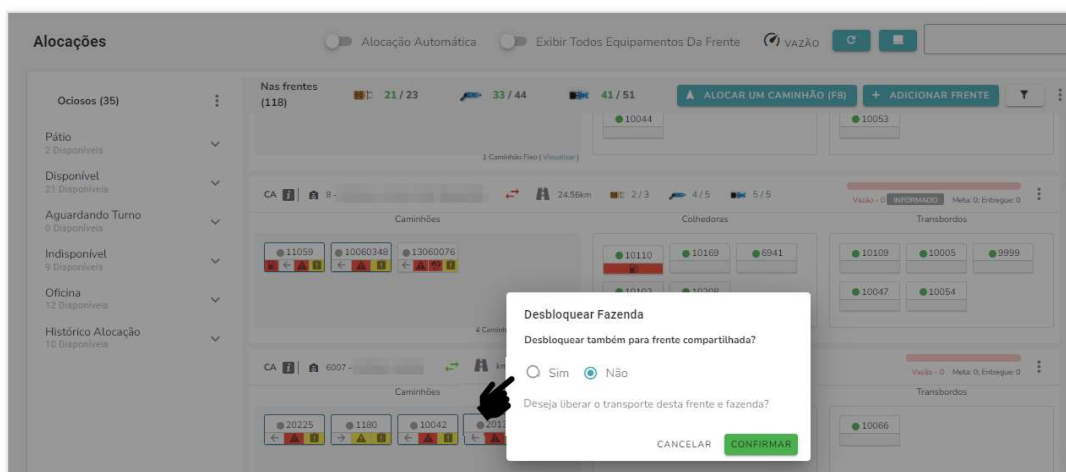 Alocações
Alocação Automática
Exibir Todos Equipamentos Da Frente
VAZÃO
Ociosos (35)
Pátio
2 Disponíveis
Disponível
21 Disponíveis
Aguardando Turno
0 Disponíveis
Indisponível
9 Disponíveis
Oficina
12 Disponíveis
Histórico Alocação
10 Disponíveis
Nas frentes
(118)
21 / 23
33 / 44
41 / 51
ALOCAR UM CAMINHÃO (F8)
+ ADICIONAR FRENTE
10044
10053
1 Caminhão Fixo ( Visualizar )
CA
8 -
24.56km
2 / 3
4 / 5
5 / 5
Vazão - 0
INFORMADO
Meta: 0; Entregue: 0
Caminhões
Colhedoras
Transbordos
11059
10060348
13060076
10110
10169
6941
10109
10005
9999
10047
10054
Desbloquear Fazenda
Desbloquear também para frente compartilhada?
Sim
Não
Deseja liberar o transporte desta frente e fazenda?
CANCELAR
CONFIRMAR
CA
6007 -
Vazão - 0
Meta: 0; Entregue: 0
Caminhões
Transbordos
20225
1180
10042
10066